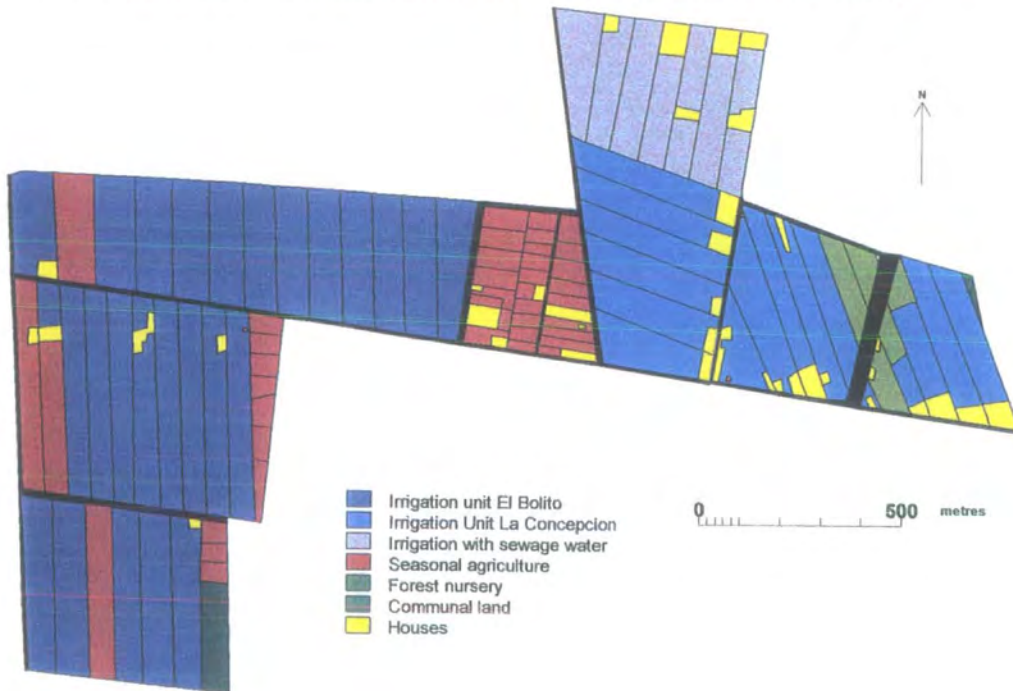 N
Irrigation unit El Bolito
Irrigation Unit La Concepcion
Irrigation with sewage water
Seasonal agriculture
Forest nursery
Communal land
Houses
0 500 metres